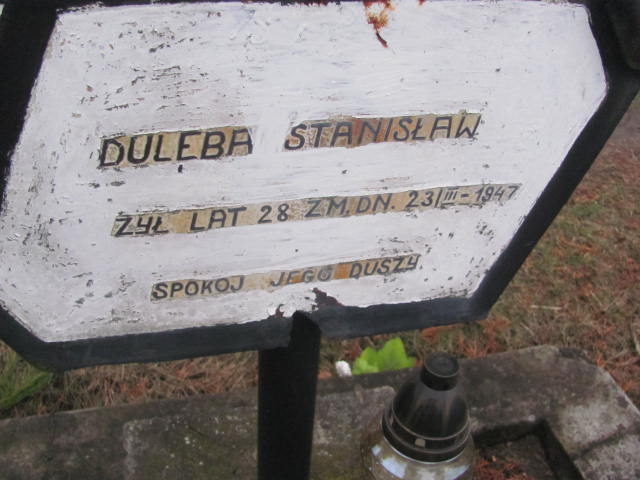 DULEBA STANISŁAW
ŻYŁ LAT 28 ZM. DN. 23/III-1947
SPOKÓJ JEGO DUSZY